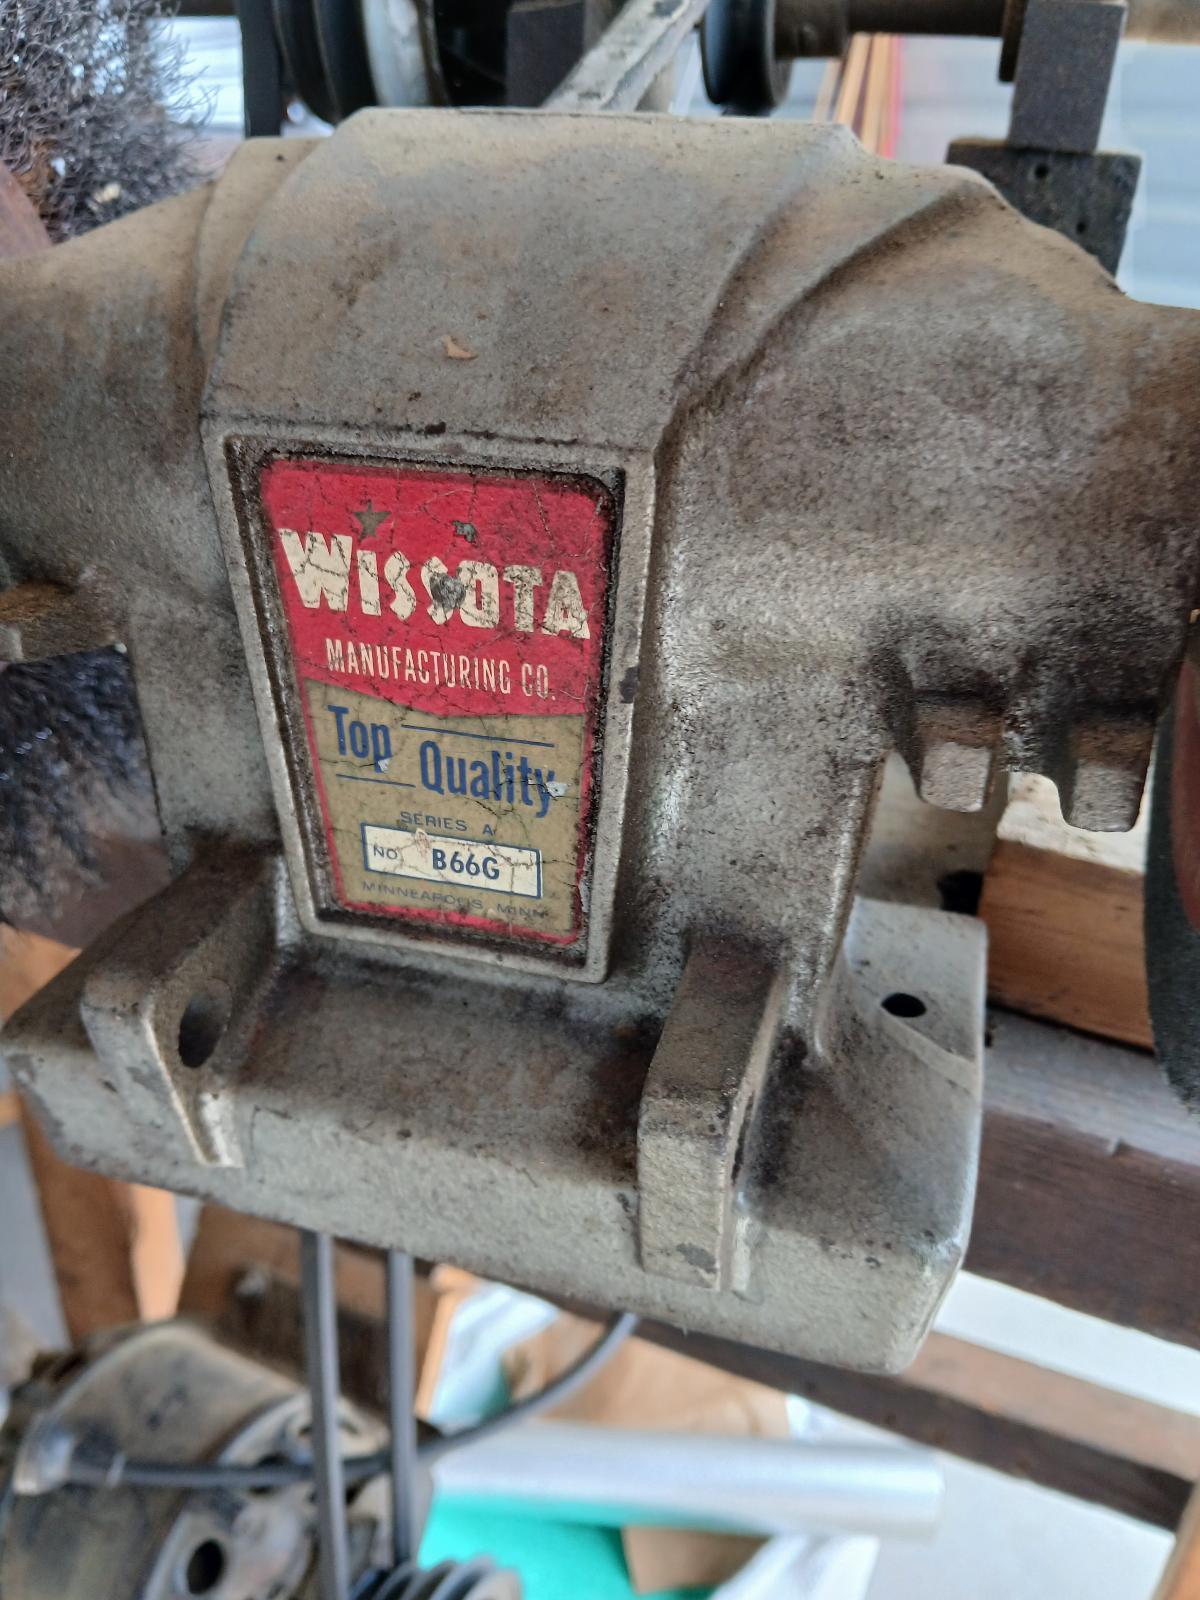 WISSOTA
MANUFACTURING CO.
Top
Quality
SERIES A
NO. B66G
MINNEAPOLIS, MINN.